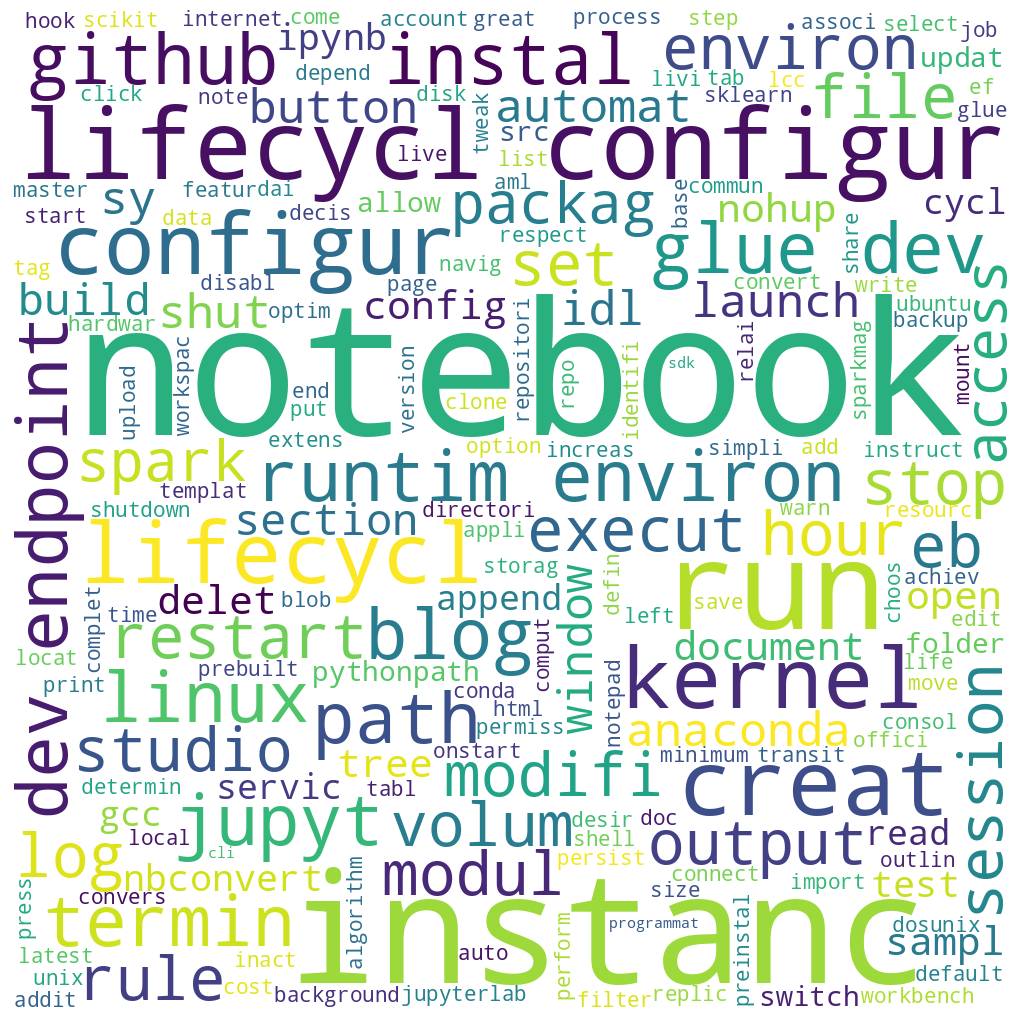 hook scikit internet come account great process step associ select job
github instal ipynb environ updat
depend livi tab lcc ef
click note button disk tweak automat sklearn file glue
lifecycl configur
src live list
master featurdai aml commun
sy decis allow packag base nohup cycl
start data respect share
configur navig set glue dev
tag disabl page convert write
build shut optim config idl launch ubuntu
hardwar repositori backup
notebook
endpoint upload workspac end version repo identifi sdk relai sparkmag mount access
put clone
extens option increas simpli add instruct
spark runtim environ stop
templat
shutdown section directori warn resourc
lifecycl appli execut hour eb
storag
run
complet time delet blob append window defin comput save choos achiev open
left edit
restart blog document folder
locat prebuilt pythonpath life
print conda html notepad kernel move
linux path permiss anaconda consol
dev studio onstart offici
tree modifi minimum transit session
determin servic tabl creat
gcc jupyt volum desir doc
local shell output read
cli persist outlin
log nbconvert modul connect
convers size import test
press algorithm
termin instanc programmat dosunix
perform preinstal sampl
latest inact auto
unix rule cost default
addit background jupyterlab filter replic switch workbench